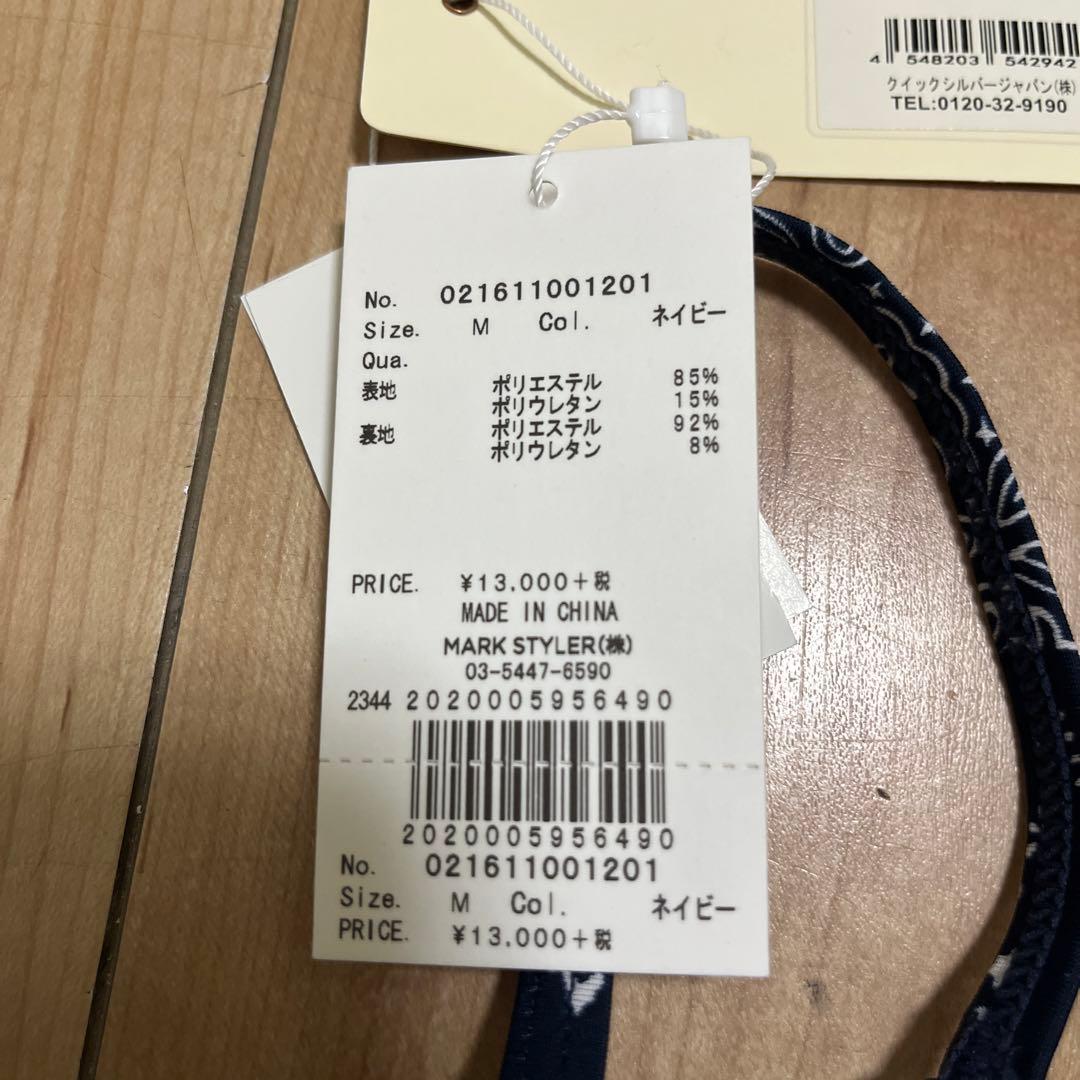 4 548203 542942
クイックシルバージャパン(株)
TEL:0120-32-9190
No. 021611001201
Size. M Col. ネイビー
Qua.
表地 ポリエステル 85%
ポリウレタン 15%
裏地 ポリエステル 92%
ポリウレタン 8%
PRICE. ¥13.000+税
MADE IN CHINA
MARK STYLER(株)
03-5447-6590
2344 2020005956490
2020005956490
No. 021611001201
Size. M Col. ネイビー
PRICE. ¥13.000+税